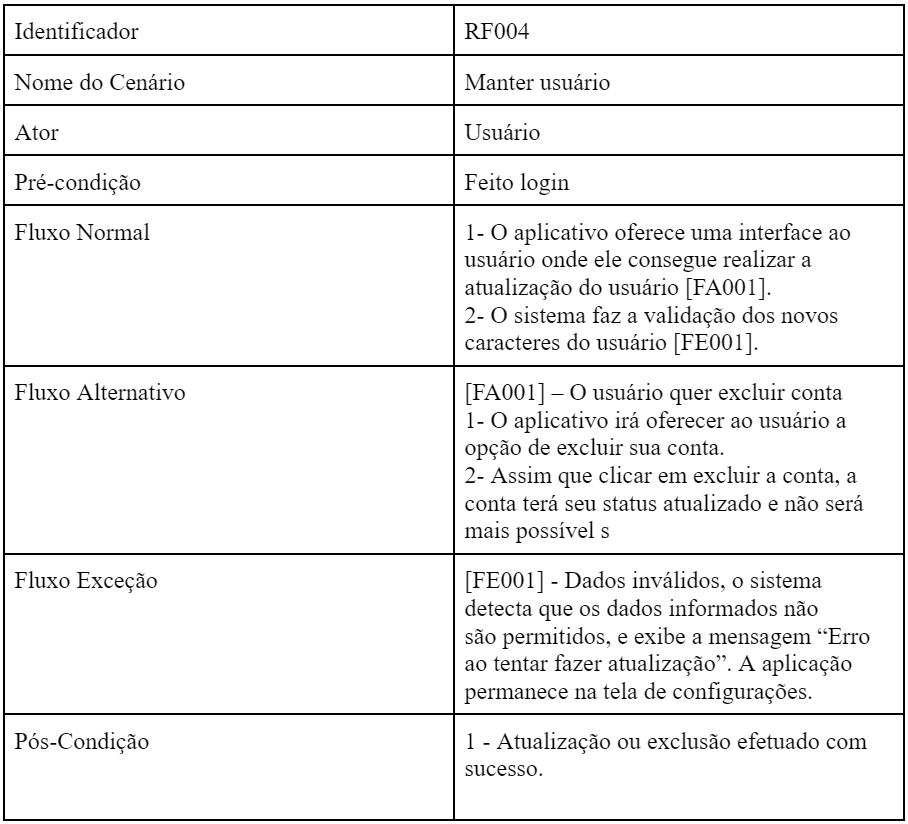 Identificador
RF004
Nome do Cenário
Manter usuário
Ator
Usuário
Pré-condição
Feito login
Fluxo Normal
1- O aplicativo oferece uma interface ao
usuário onde ele consegue realizar a
atualização do usuário [FA001].
2- O sistema faz a validação dos novos
caracteres do usuário [FE001].
Fluxo Alternativo
[FA001] – O usuário quer excluir conta
1- O aplicativo irá oferecer ao usuário a
opção de excluir sua conta.
2- Assim que clicar em excluir a conta, a
conta terá seu status atualizado e não será
mais possível s
Fluxo Exceção
[FE001] - Dados inválidos, o sistema
detecta que os dados informados não
são permitidos, e exibe a mensagem “Erro
ao tentar fazer atualização”. A aplicação
permanece na tela de configurações.
Pós-Condição
1 - Atualização ou exclusão efetuado com
sucesso.